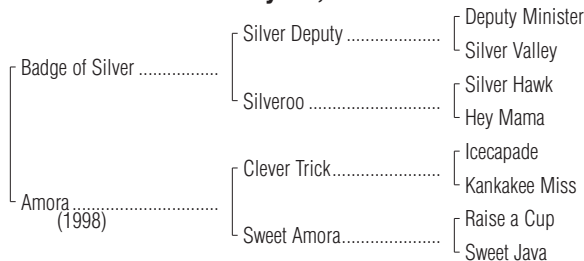 Deputy Minister
Silver Deputy ....................
Silver Valley
Badge of Silver .................
Silver Hawk
Silveroo ............................
Hey Mama
Icecapade
Clever Trick.......................
Kankakee Miss
Amora...............................
(1998)
Raise a Cup
Sweet Amora.....................
Sweet Java